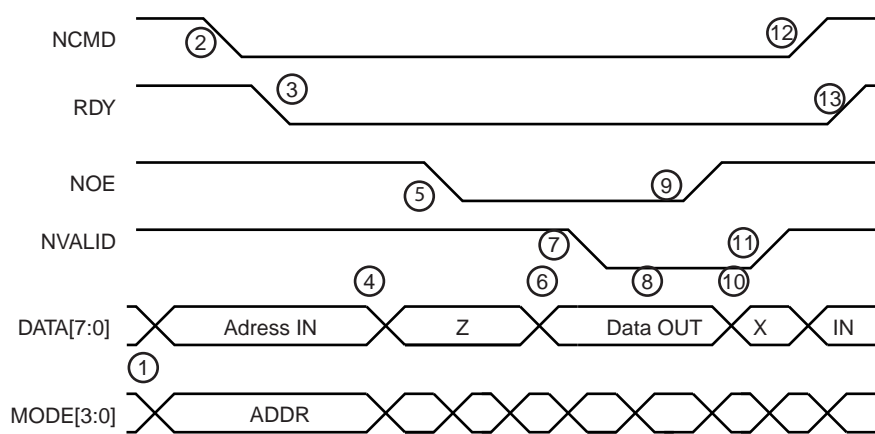 NCMD
2
12
RDY
3
13
NOE
5
9
NVALID
7
11
4
6
8
10
DATA[7:0]
Adress IN
Z
Data OUT
X
IN
1
MODE[3:0]
ADDR